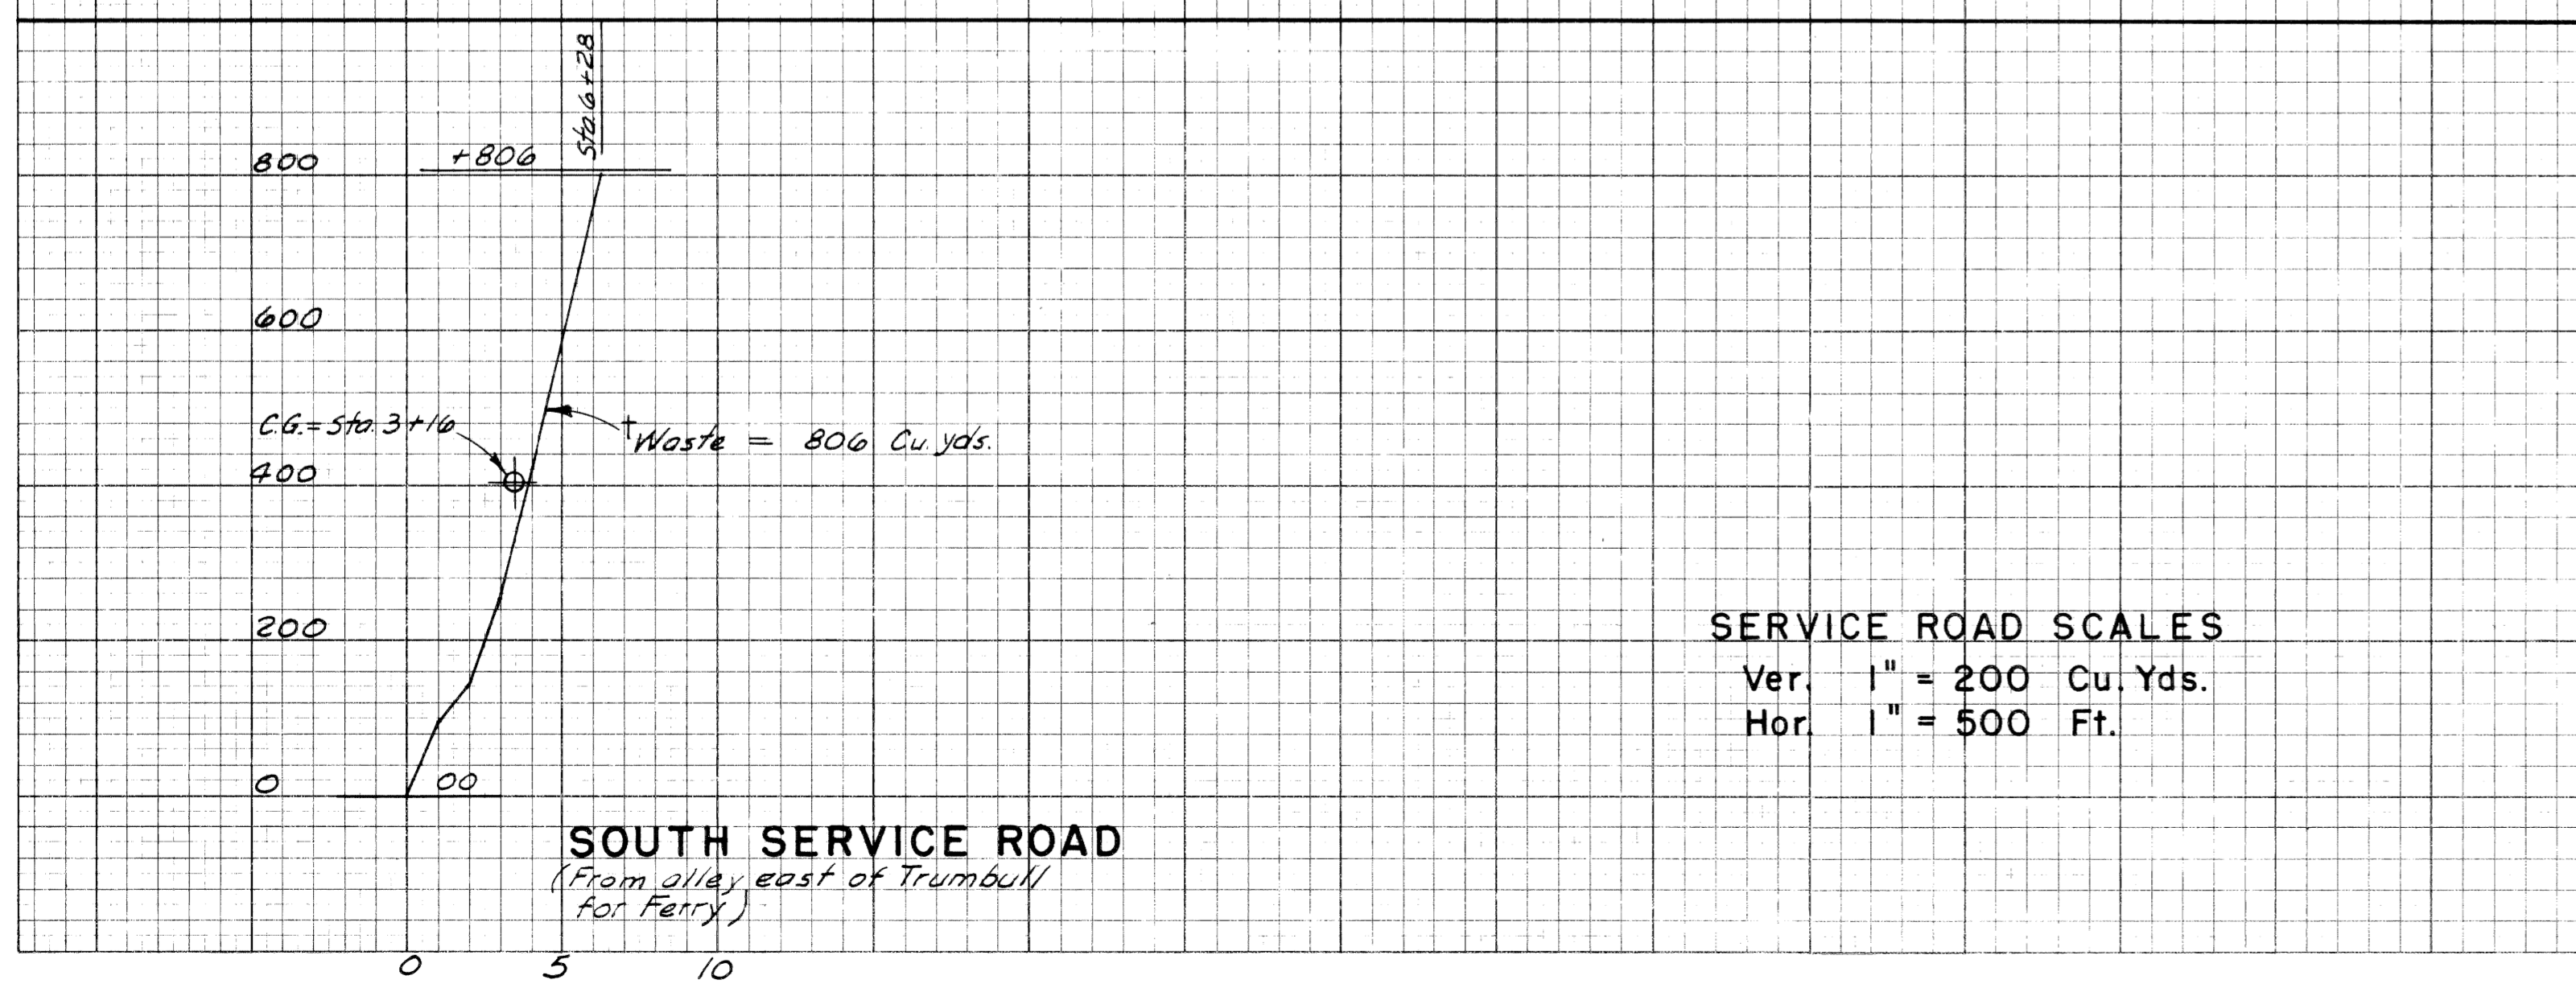 Sta. 6+28
800
+806
600
C.G.= Sta. 3+16
Waste = 806 Cu. yds.
400
200
SERVICE ROAD SCALES
Ver. 1" = 200 Cu. Yds.
Hor. 1" = 500 Ft.
0
00
SOUTH SERVICE ROAD
(From alley east of Trumbull
for Ferry)
0 5 10